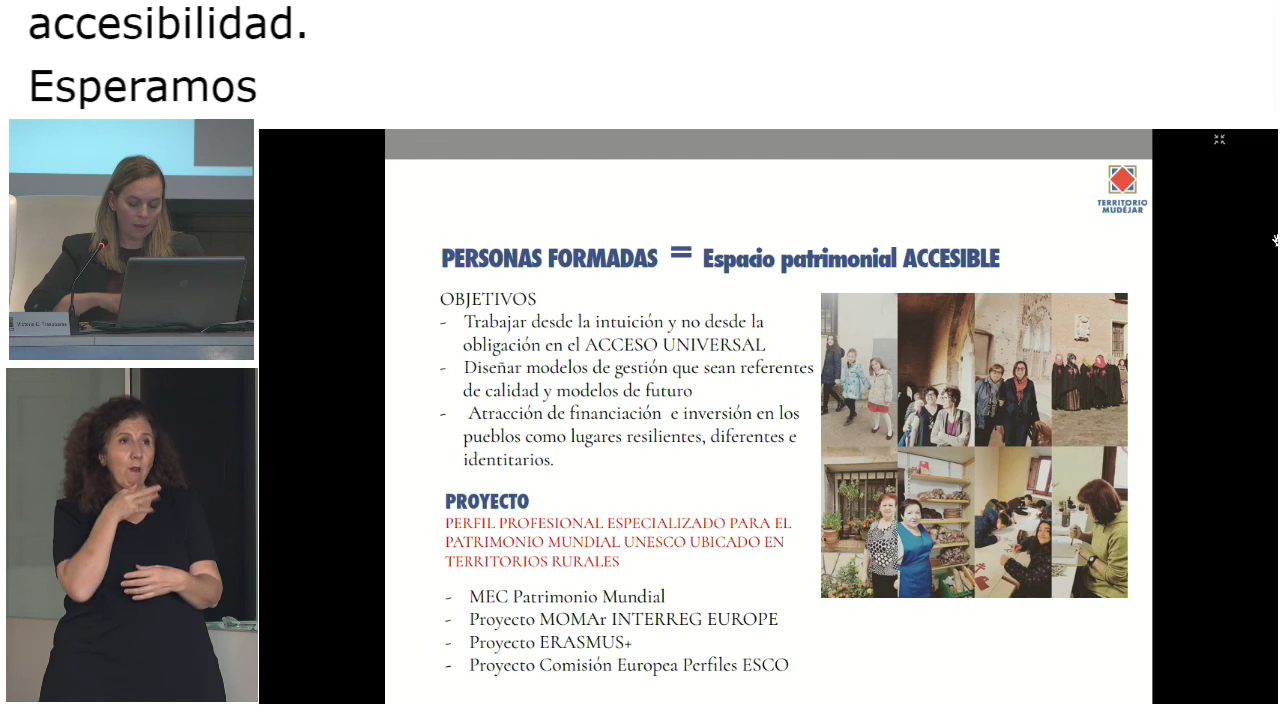 accesibilidad.
Esperamos
TERRITORIO
MUDÉJAR
PERSONAS FORMADAS = Espacio patrimonial ACCESIBLE
OBJETIVOS
- Trabajar desde la intuición y no desde la
obligación en el ACCESO UNIVERSAL
- Diseñar modelos de gestión que sean referentes
de calidad y modelos de futuro
- Atracción de financiación e inversión en los
pueblos como lugares resilientes, diferentes e
identitarios.
PROYECTO
PERFIL PROFESIONAL ESPECIALIZADO PARA EL
PATRIMONIO MUNDIAL UNESCO UBICADO EN
TERRITORIOS RURALES
- MEC Patrimonio Mundial
- Proyecto MOMAr INTERREG EUROPE
- Proyecto ERASMUS+
- Proyecto Comisión Europea Perfiles ESCO